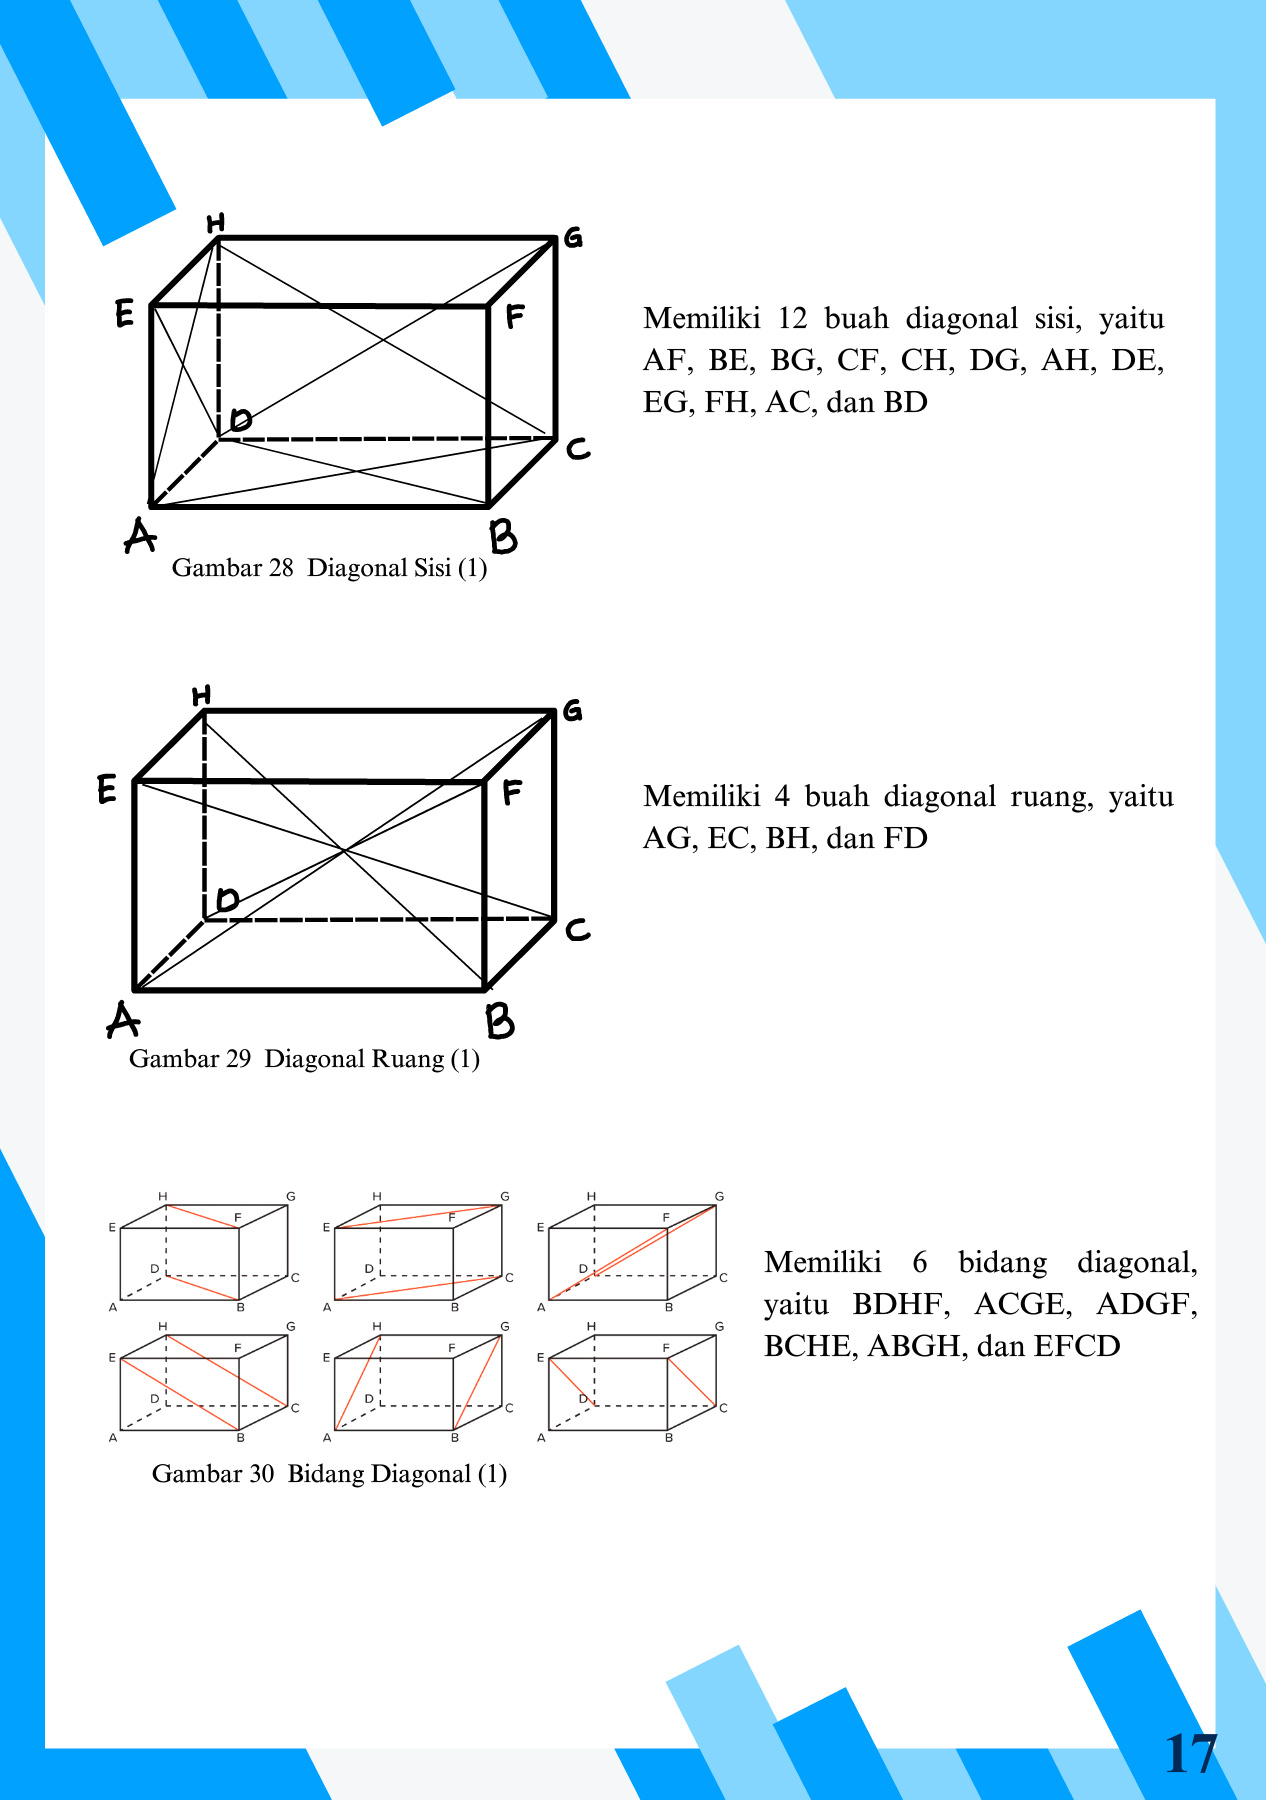 H
G
E
F
D
C
A
B
Memiliki 12 buah diagonal sisi, yaitu
AF, BE, BG, CF, CH, DG, AH, DE,
EG, FH, AC, dan BD
Gambar 28 Diagonal Sisi (1)
H
G
E
F
D
C
A
B
Memiliki 4 buah diagonal ruang, yaitu
AG, EC, BH, dan FD
Gambar 29 Diagonal Ruang (1)
H G H G H G
E F E F E F
D C D C D C
A B A B A B
H G H G H G
E F E F E F
D C D C D C
A B A B A B
Memiliki 6 bidang diagonal,
yaitu BDHF, ACGE, ADGF,
BCHE, ABGH, dan EFCD
Gambar 30 Bidang Diagonal (1)
17